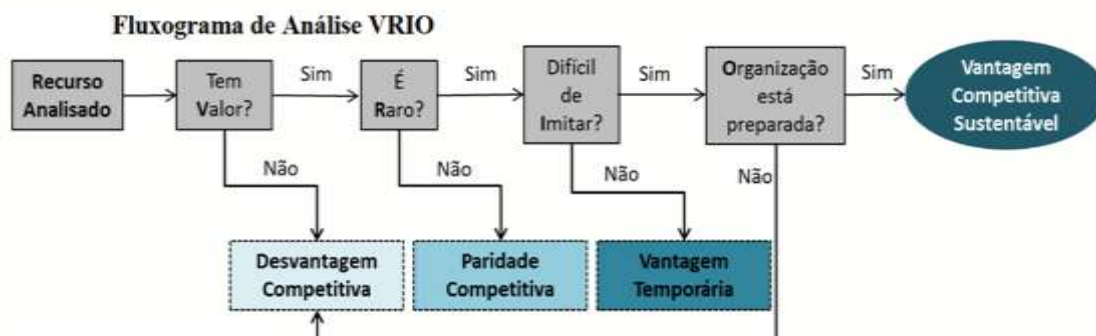 Fluxograma de Análise VRIO
Recurso
Analisado
Tem
Valor?
Sim
É
Raro?
Sim
Difícil
de
Imitar?
Sim
Organização
está
preparada?
Sim
Vantagem
Competitiva
Sustentável
Não
Não
Não
Não
Desvantagem
Competitiva
Paridade
Competitiva
Vantagem
Temporária